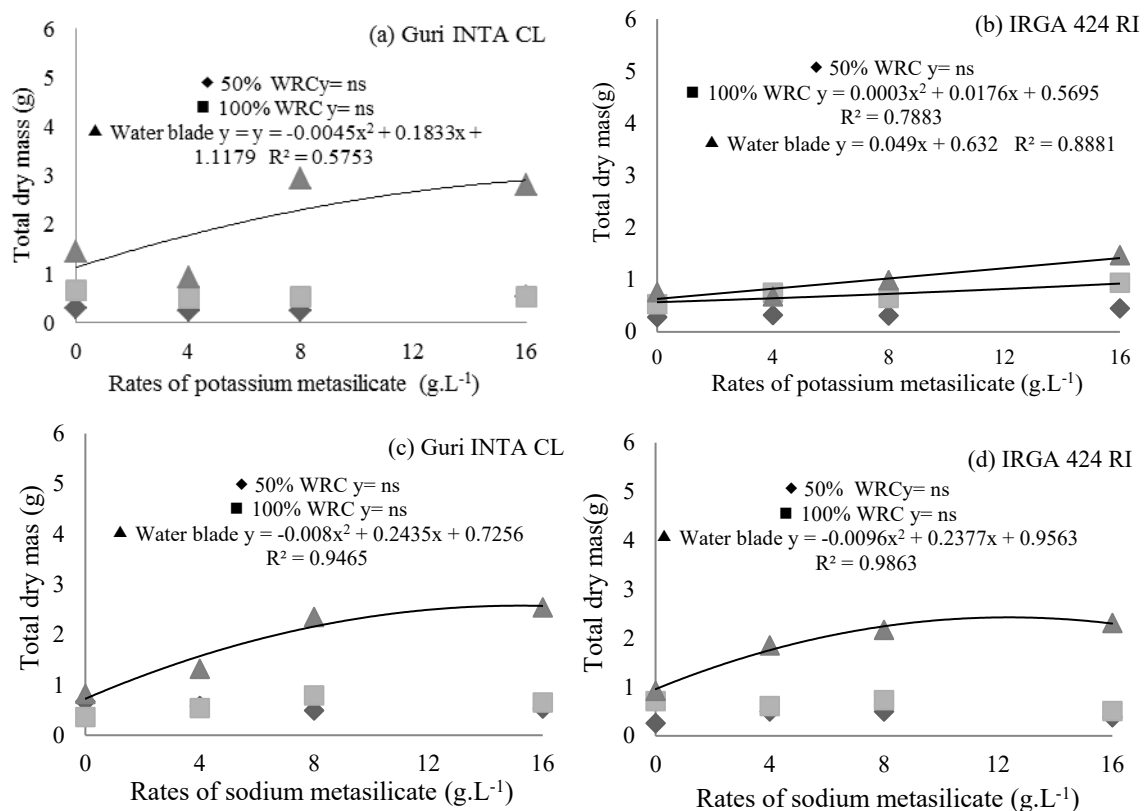 (a) Guri INTA CL
50% WRCy= ns
100% WRC y= ns
Water blade y = y = -0.0045x² + 0.1833x +
1.1179 R² = 0.5753
Total dry mass (g)
6
5
4
3
2
1
0
0 4 8 12 16
Rates of potassium metasilicate (g.L⁻¹)
(b) IRGA 424 RI
50% WRC y= ns
100% WRC y = 0.0003x² + 0.0176x + 0.5695
R² = 0.7883
Water blade y = 0.049x + 0.632 R² = 0.8881
Total dry mas(g)
6
5
4
3
2
1
0
0 4 8 12 16
Rates of potassium metasilicate (g.L⁻¹)
(c) Guri INTA CL
50% WRC y= ns
100% WRC y= ns
Water blade y = -0.008x² + 0.2435x + 0.7256
R² = 0.9465
Total dry mas (g)
6
5
4
3
2
1
0
0 4 8 12 16
Rates of sodium metasilicate (g.L⁻¹)
(d) IRGA 424 RI
50% WRCy= ns
100% WRC y= ns
Water blade y = -0.0096x² + 0.2377x + 0.9563
R² = 0.9863
Total dry mas(g)
6
5
4
3
2
1
0
0 4 8 12 16
Rates of sodium metasilicate (g.L⁻¹)